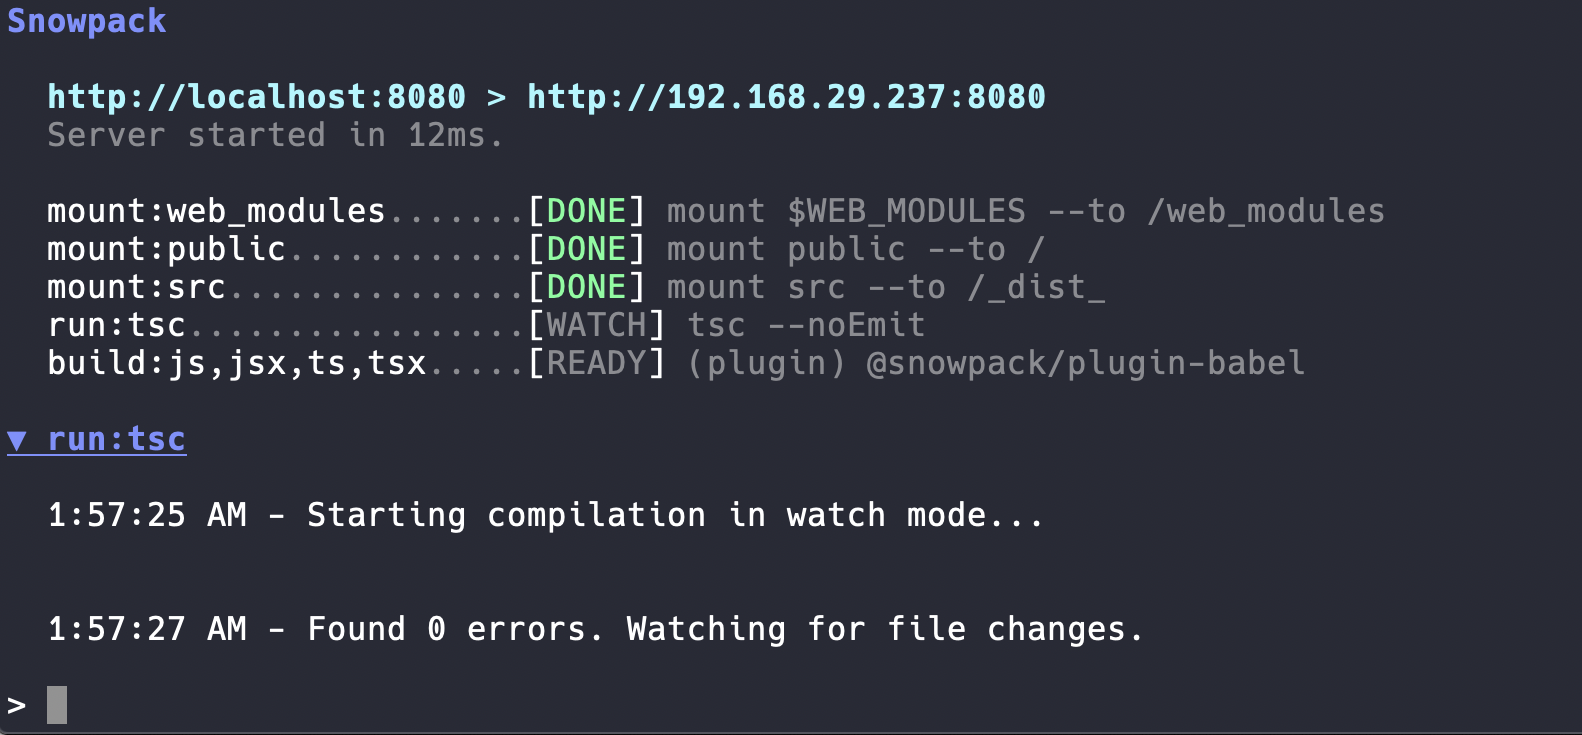 Snowpack
http://localhost:8080 > http://192.168.29.237:8080
Server started in 12ms.
mount:web_modules.......[DONE] mount $WEB_MODULES --to /web_modules
mount:public............[DONE] mount public --to /
mount:src...............[DONE] mount src --to /_dist_
run:tsc.................[WATCH] tsc --noEmit
build:js,jsx,ts,tsx.....[READY] (plugin) @snowpack/plugin-babel
▼ run:tsc
1:57:25 AM - Starting compilation in watch mode...
1:57:27 AM - Found 0 errors. Watching for file changes.
>